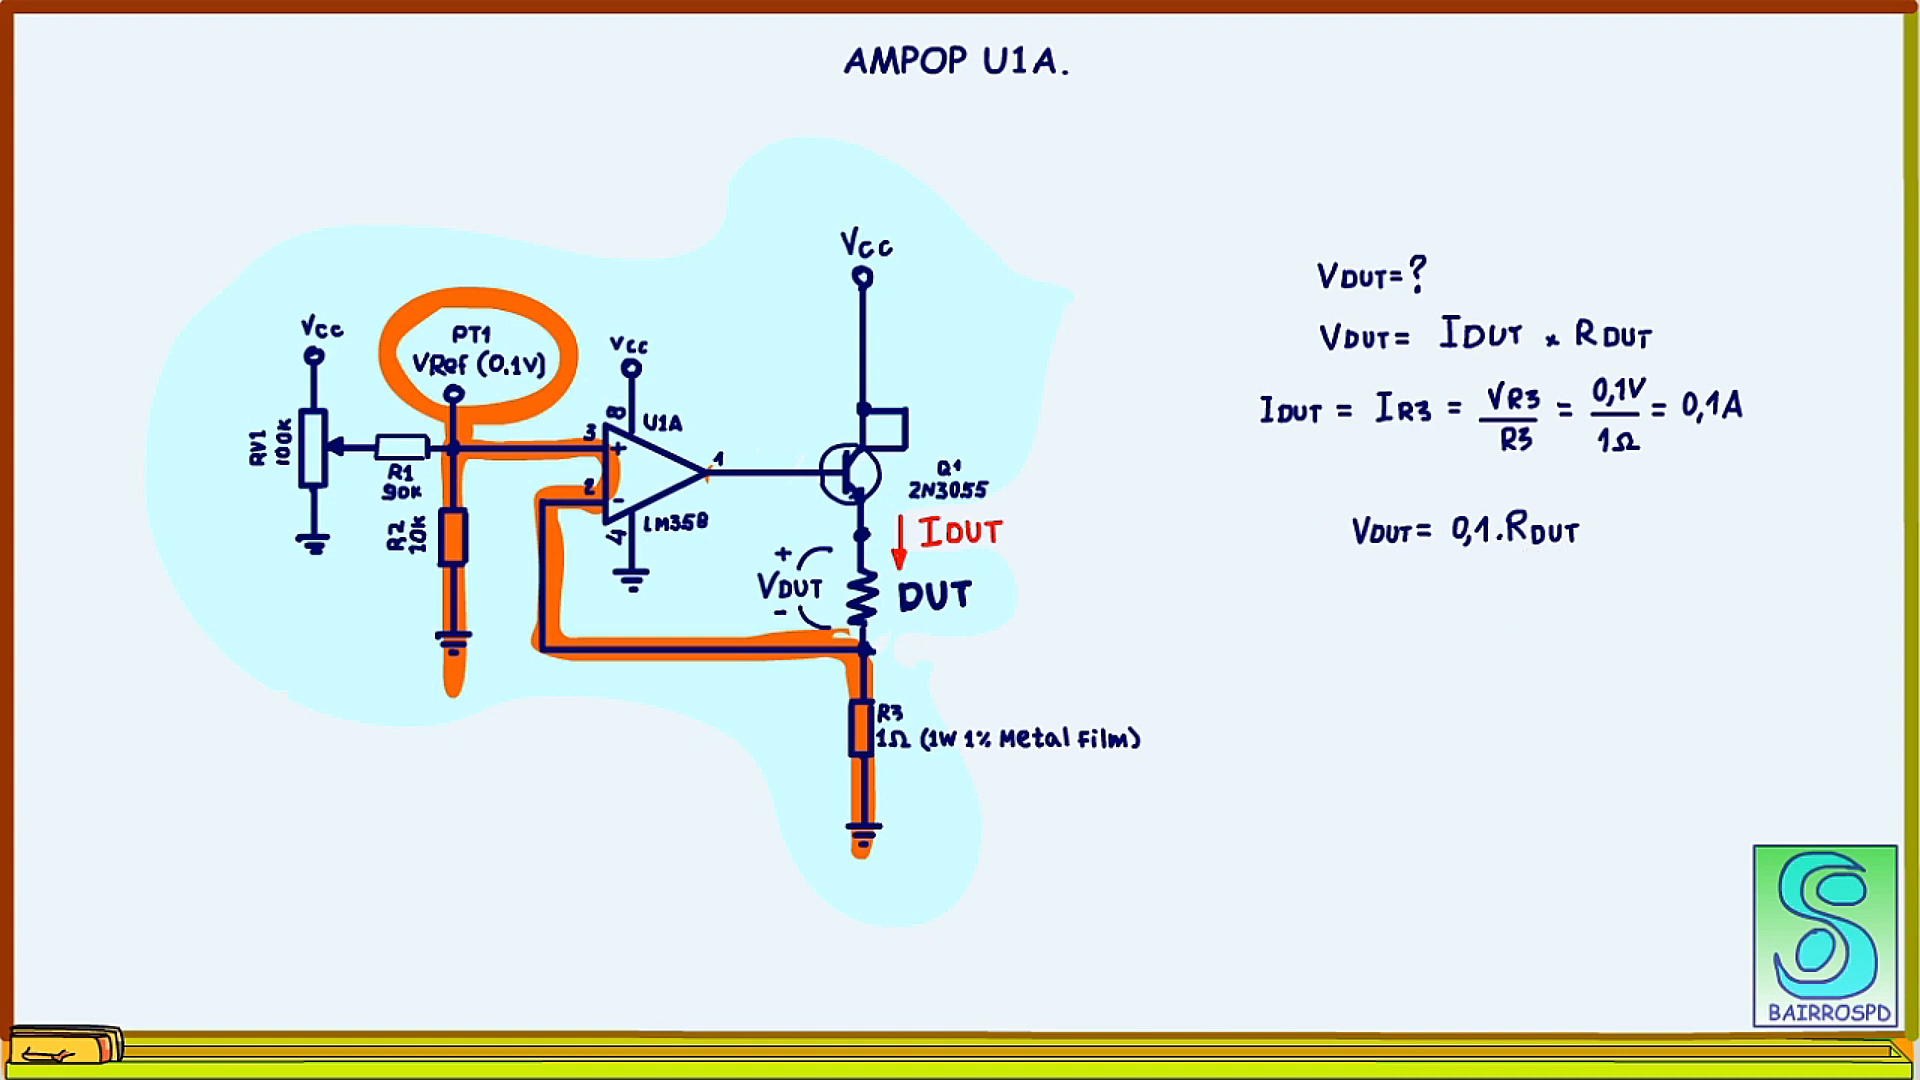 AMPOP U1A.
Vcc
Vcc
PT1
VRef (0.1V)
Vcc
RV1
100K
R1
90K
R2
10K
3
+
2
-
8
4
1
U1A
LM358
Q1
2N3055
IDUT
+
VDUT
-
DUT
R3
1Ω (1W 1% Metal Film)
VDUT=?
VDUT= IDUT × RDUT
IDUT = IR3 = VR3/R3 = 0,1V/1Ω = 0,1A
VDUT= 0,1.RDUT
BAIRROSPD